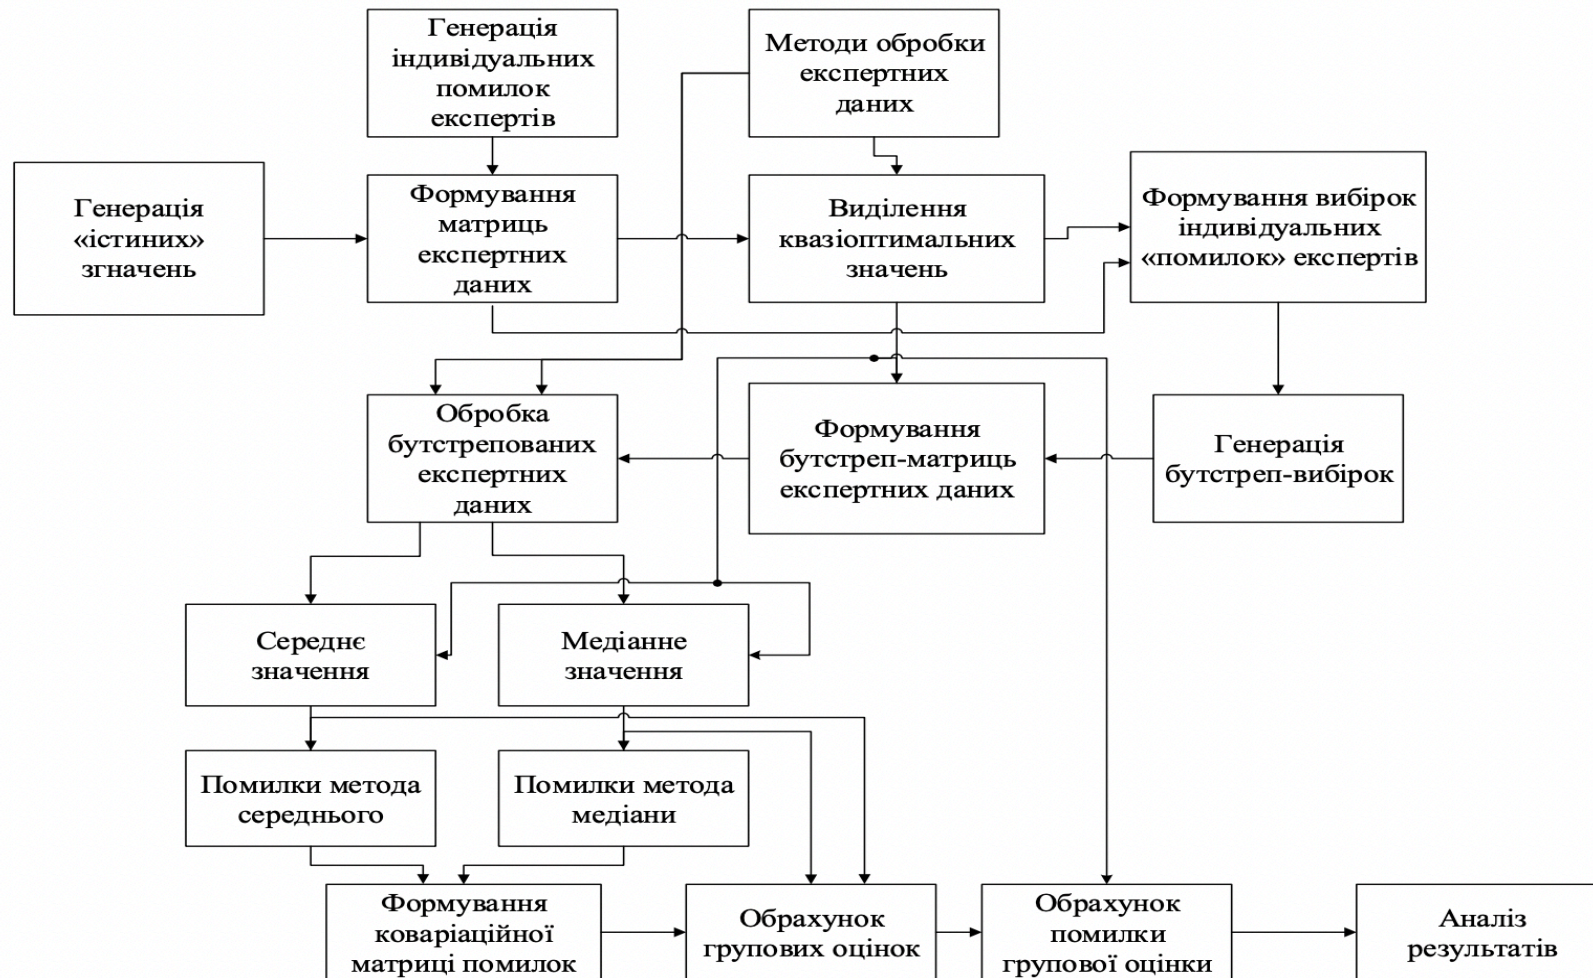 Генерація
індивідуальних
помилок
експертів
Методи обробки
експертних
даних
Генерація
«істиних»
згначень
Формування
матриць
експертних
даних
Виділення
квазіоптимальних
значень
Формування вибірок
індивідуальних
«помилок» експертів
Обробка
бутстрепованих
експертних
даних
Формування
бутстреп-матриць
експертних даних
Генерація
бутстреп-вибірок
Середнє
значення
Медіанне
значення
Помилки метода
середнього
Помилки метода
медіани
Формування
коваріаційної
матриці помилок
Обрахунок
групових оцінок
Обрахунок
помилки
групової оцінки
Аналіз
результатів